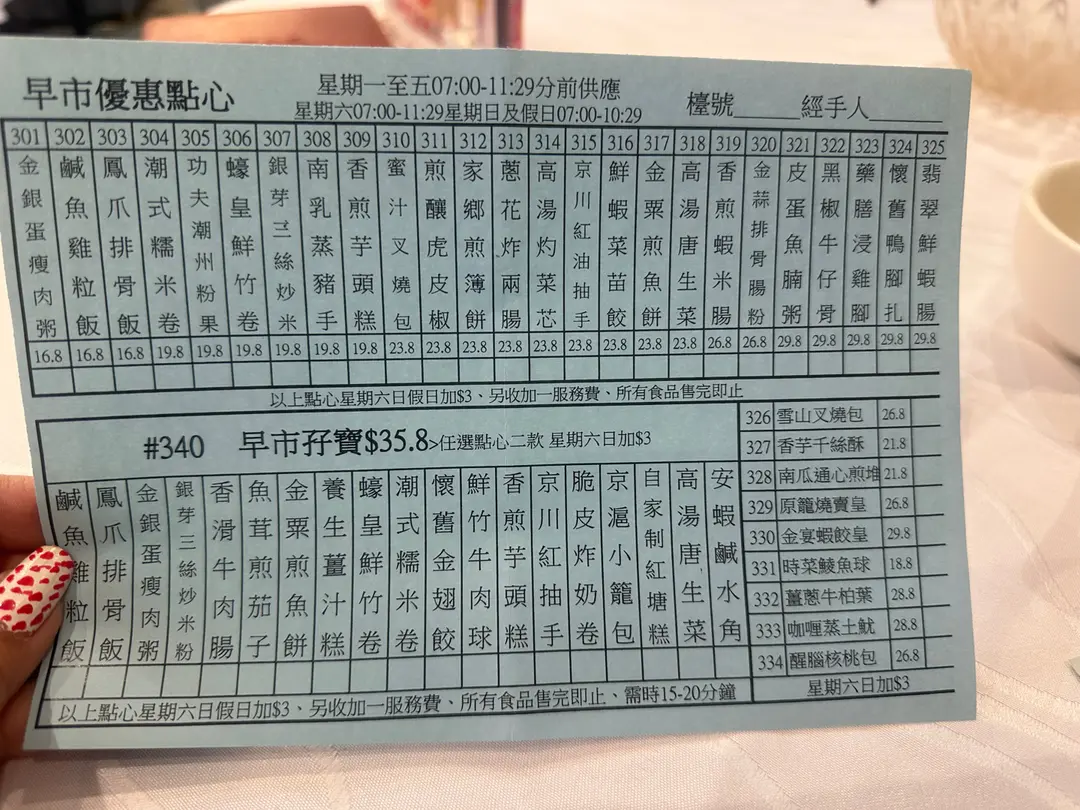 早市優惠點心
星期一至五07:00-11:29分前供應
星期六07:00-11:29星期日及假日07:00-10:29
檯號______經手人______
301 金銀蛋瘦肉粥 16.8
302 鹹魚雞粒飯 16.8
303 鳳爪排骨飯 16.8
304 潮式糯米卷 19.8
305 功夫潮州粉果 19.8
306 蠔皇鮮竹卷 19.8
307 銀芽三絲炒米 19.8
308 南乳蒸豬手 19.8
309 香煎芋頭糕 19.8
310 蜜汁叉燒包 23.8
311 煎釀虎皮椒 23.8
312 家鄉煎薄餅 23.8
313 蔥花炸兩腸 23.8
314 高湯灼菜芯 23.8
315 京川紅油抽手 23.8
316 鮮蝦菜苗餃 23.8
317 金粟煎魚餅 23.8
318 高湯唐生菜 23.8
319 香煎蝦米腸 26.8
320 金蒜排骨腸粉 26.8
321 皮蛋魚腩粥 29.8
322 黑椒牛仔骨 29.8
323 藥膳浸雞腳 29.8
324 懷舊鴨腳扎 29.8
325 翡翠鮮蝦腸 29.8
以上點心星期六日假日加$3、另收加一服務費、所有食品售完即止
#340 早市孖寶$35.8>任選點心二款 星期六日加$3
鹹魚雞粒飯
鳳爪排骨飯
金銀蛋瘦肉粥
銀芽三絲炒米粉
香滑牛肉腸
魚茸煎茄子
金粟煎魚餅
養生薑汁糕
蠔皇鮮竹卷
潮式糯米卷
懷舊金翅餃
鮮竹牛肉球
香煎芋頭糕
京川紅抽手
脆皮炸奶卷
京滬小籠包
自家制紅塘糕
高湯唐生菜
安蝦鹹水角
以上點心星期六日假日加$3、另收加一服務費、所有食品售完即止、需時15-20分鐘
326 雪山叉燒包 26.8
327 香芋千絲酥 21.8
328 南瓜通心煎堆 21.8
329 原籠燒賣皇 26.8
330 金宴蝦餃皇 29.8
331 時菜鯪魚球 18.8
332 薑蔥牛柏葉 28.8
333 咖喱蒸土魷 28.8
334 醒腦核桃包 26.8
星期六日加$3